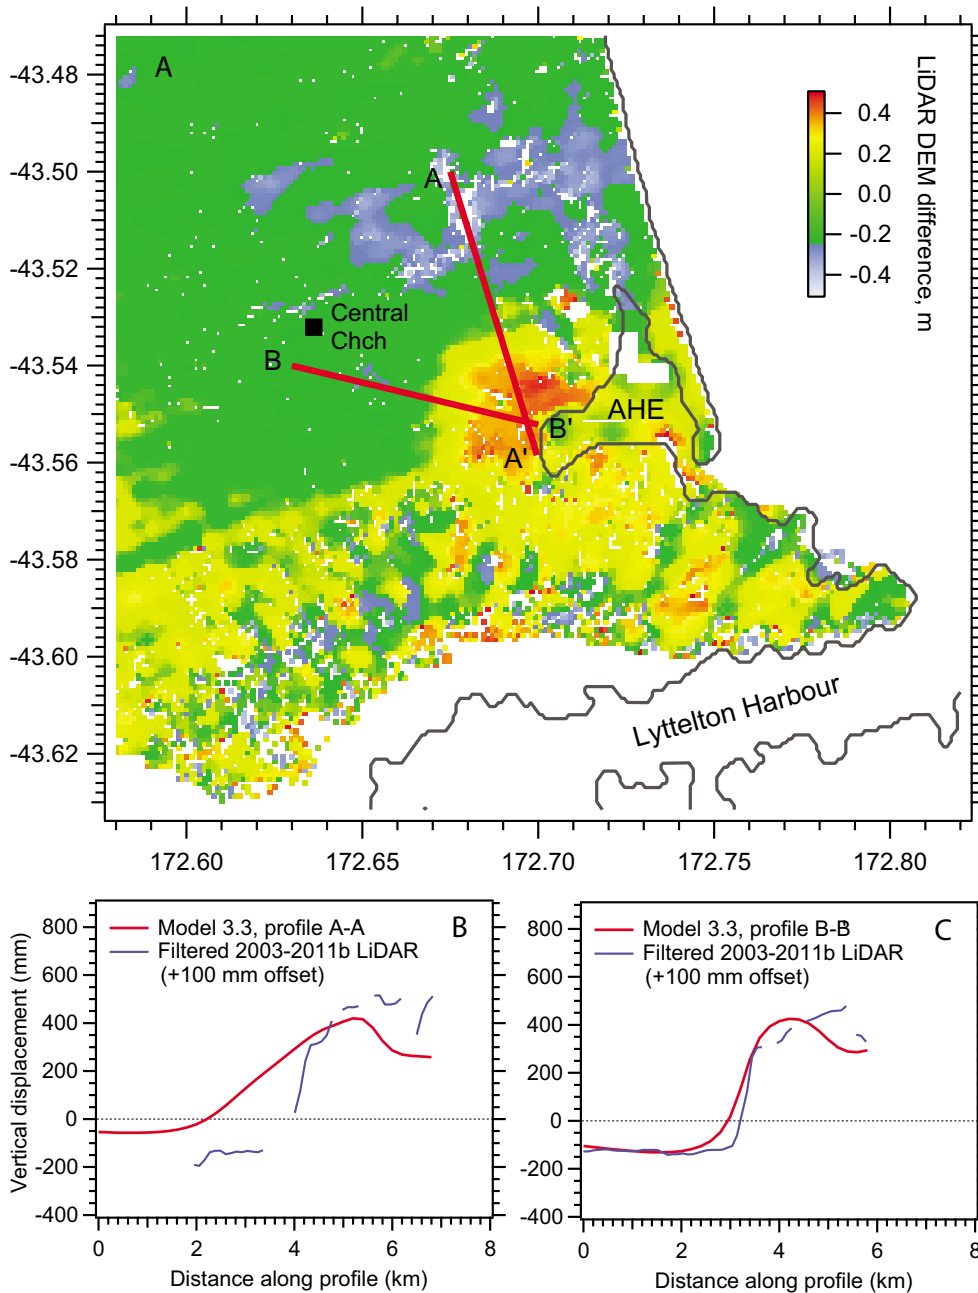 A
-43.48
-43.50
-43.52
-43.54
-43.56
-43.58
-43.60
-43.62
172.60
172.65
172.70
172.75
172.80
LiDAR DEM difference, m
0.4
0.2
0.0
-0.2
-0.4
A
Central
Chch
B
B'
AHE
A'
Lyttelton Harbour
B
Model 3.3, profile A-A
Filtered 2003-2011b LiDAR
(+100 mm offset)
Vertical displacement (mm)
800
600
400
200
0
-200
-400
0
2
4
6
8
Distance along profile (km)
C
Model 3.3, profile B-B'
Filtered 2003-2011b LiDAR
(+100 mm offset)
800
600
400
200
0
-200
-400
0
2
4
6
8
Distance along profile (km)